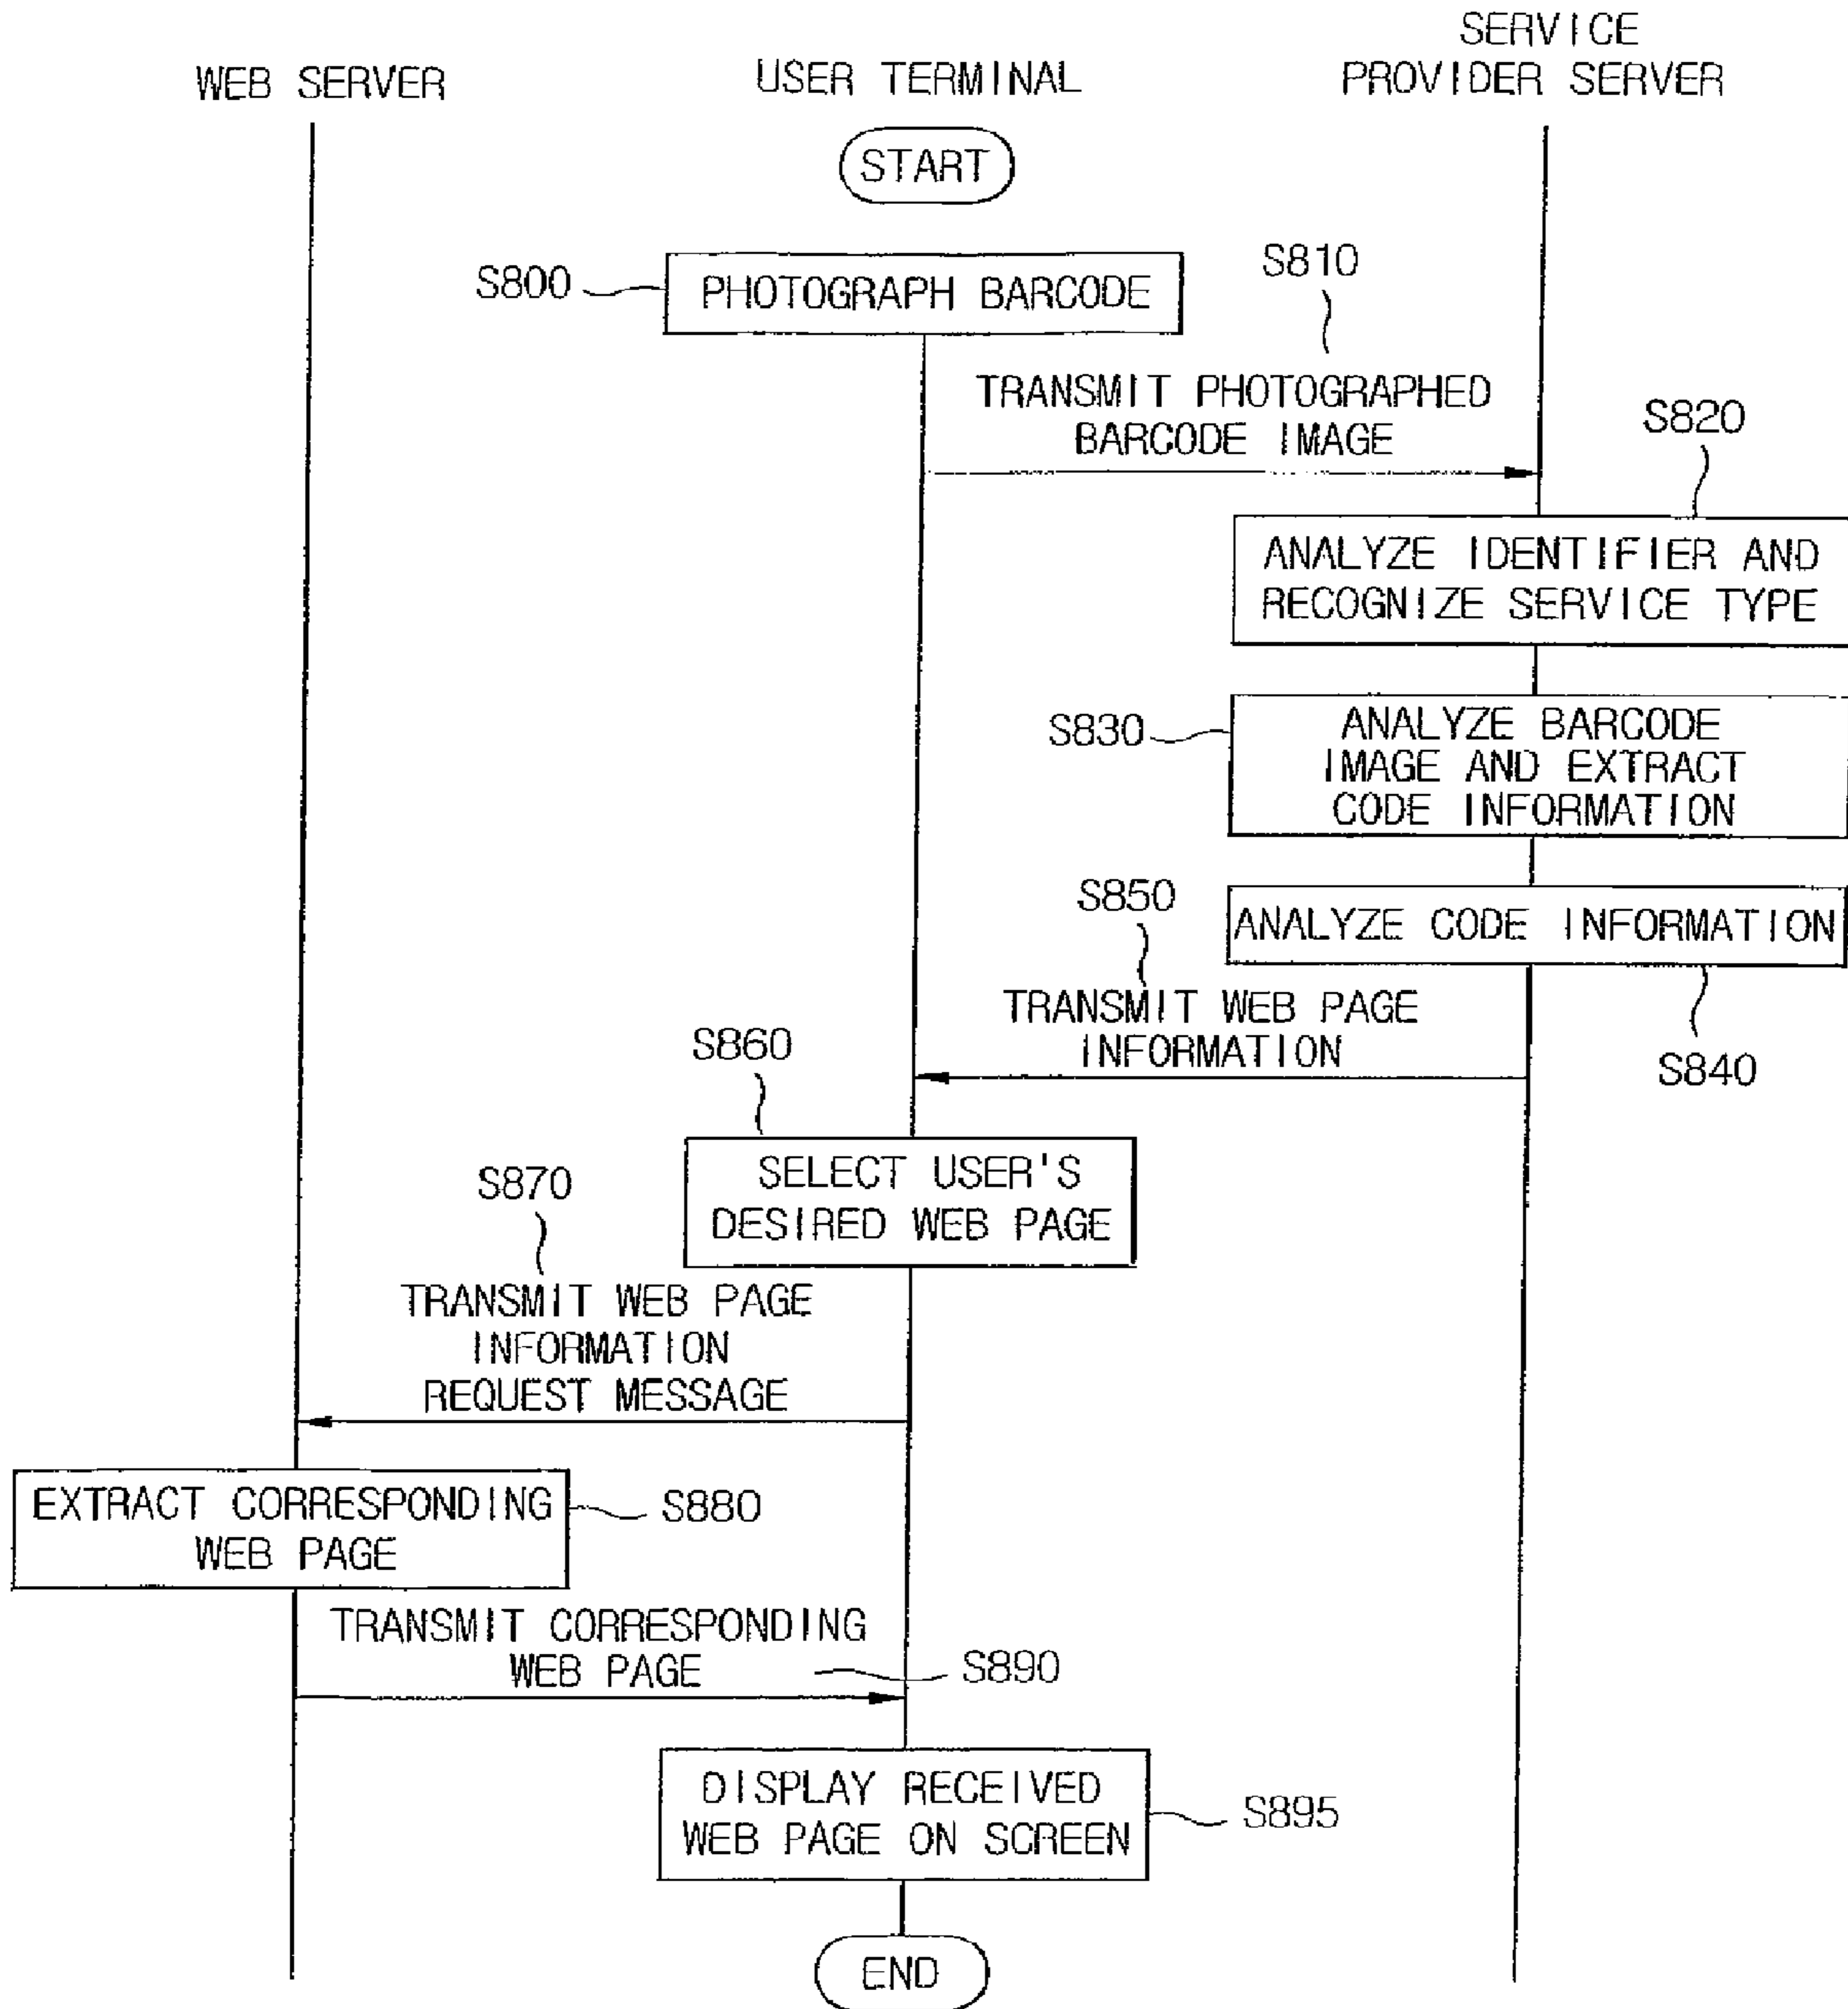 WEB SERVER
USER TERMINAL
SERVICE
PROVIDER SERVER
START
S800
PHOTOGRAPH BARCODE
S810
TRANSMIT PHOTOGRAPHED
BARCODE IMAGE
S820
ANALYZE IDENTIFIER AND
RECOGNIZE SERVICE TYPE
S830
ANALYZE BARCODE
IMAGE AND EXTRACT
CODE INFORMATION
S850
ANALYZE CODE INFORMATION
TRANSMIT WEB PAGE
INFORMATION
S840
S860
SELECT USER'S
DESIRED WEB PAGE
S870
TRANSMIT WEB PAGE
INFORMATION
REQUEST MESSAGE
EXTRACT CORRESPONDING
WEB PAGE
S880
TRANSMIT CORRESPONDING
WEB PAGE
S890
DISPLAY RECEIVED
WEB PAGE ON SCREEN
S895
END